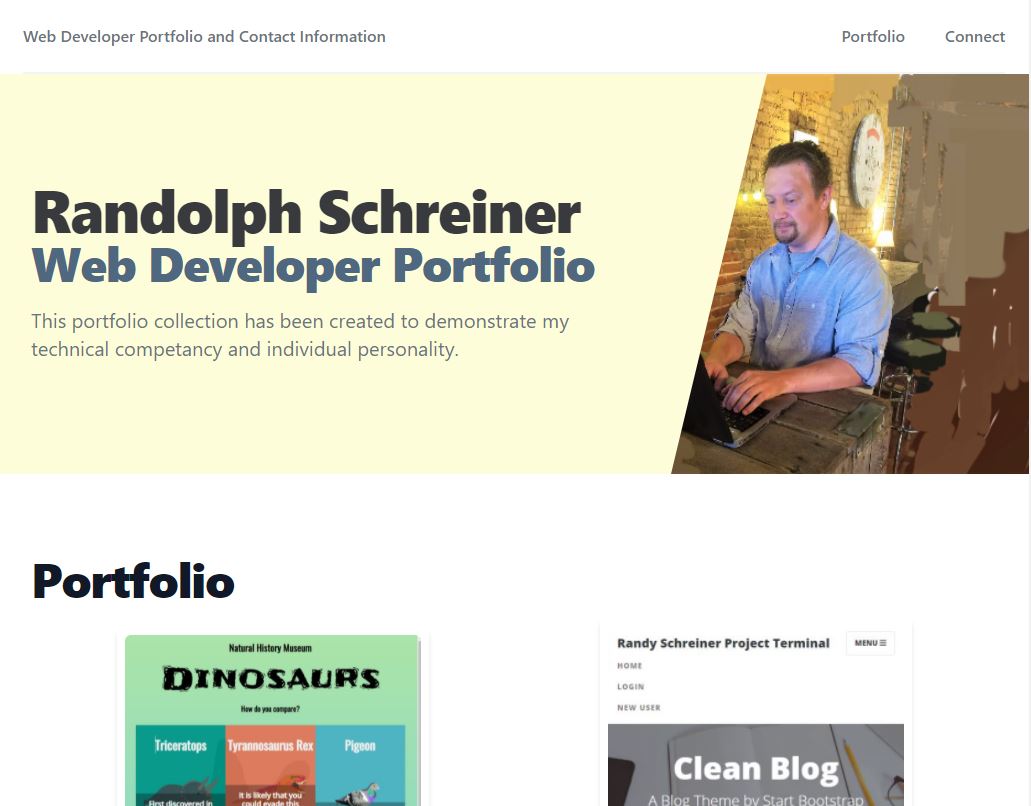 Web Developer Portfolio and Contact Information
Portfolio
Connect
Randolph Schreiner
Web Developer Portfolio
This portfolio collection has been created to demonstrate my
technical competancy and individual personality.
Portfolio
Natural History Museum
DINOSAURS
How do you compare?
Triceratops
Tyrannosaurus Rex
Pigeon
First discovered in
It is likely that you
could evade this
Randy Schreiner Project Terminal
MENU
HOME
LOGIN
NEW USER
Clean Blog
A Blog Theme by Start Bootstrap